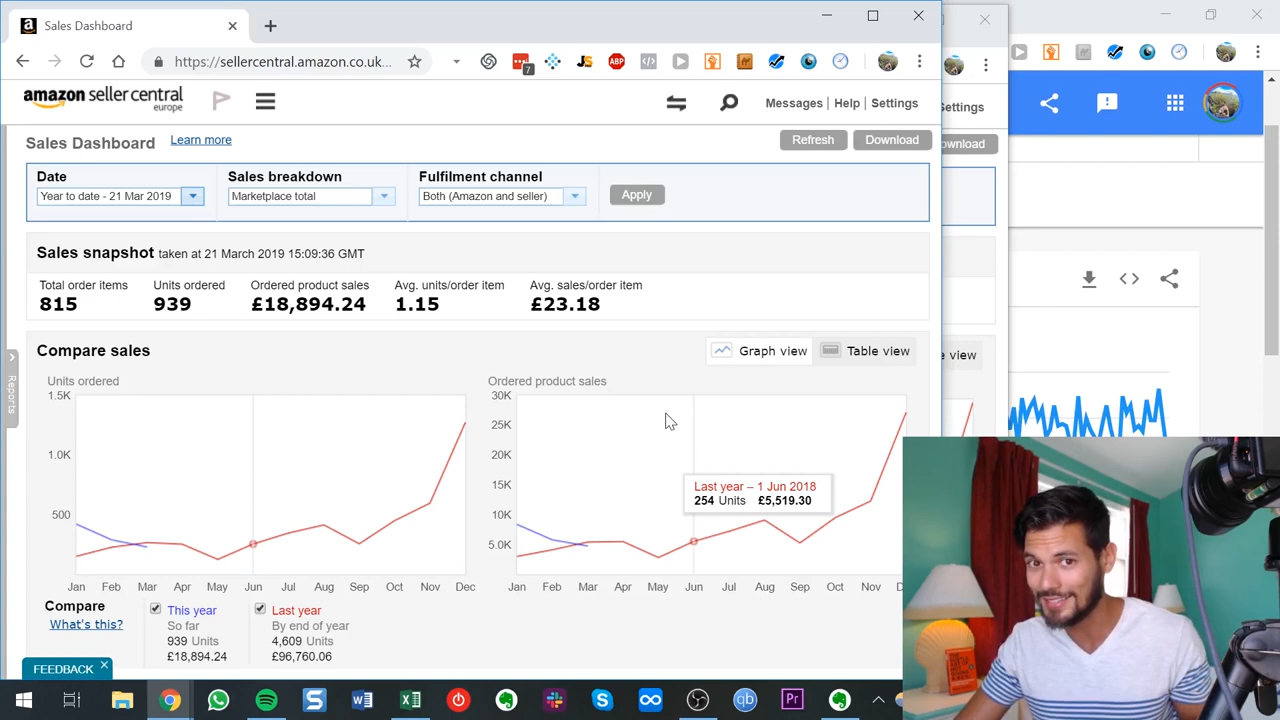 Sales Dashboard
https://sellercentral.amazon.co.uk...
ABP
JS
7
amazon seller central
europe
Messages | Help | Settings
ettings
Sales Dashboard
Learn more
Refresh
Download
ownload
Date
Sales breakdown
Fulfilment channel
Year to date - 21 Mar 2019
Marketplace total
Both (Amazon and seller)
Apply
Sales snapshot taken at 21 March 2019 15:09:36 GMT
Total order items
Units ordered
Ordered product sales
Avg. units/order item
Avg. sales/order item
815
939
£18,894.24
1.15
£23.18
Compare sales
Graph view
Table view
e view
Reports
Units ordered
1.5K
1.0K
500
Jan Feb Mar Apr May Jun Jul Aug Sep Oct Nov Dec
Ordered product sales
30K
25K
20K
15K
10K
5.0K
Last year – 1 Jun 2018
254 Units £5,519.30
Jan Feb Mar Apr May Jun Jul Aug Sep Oct Nov D
Compare
What's this?
This year
So far
939 Units
£18,894.24
Last year
By end of year
4,609 Units
£96,760.06
FEEDBACK
W
S
qb
Pr